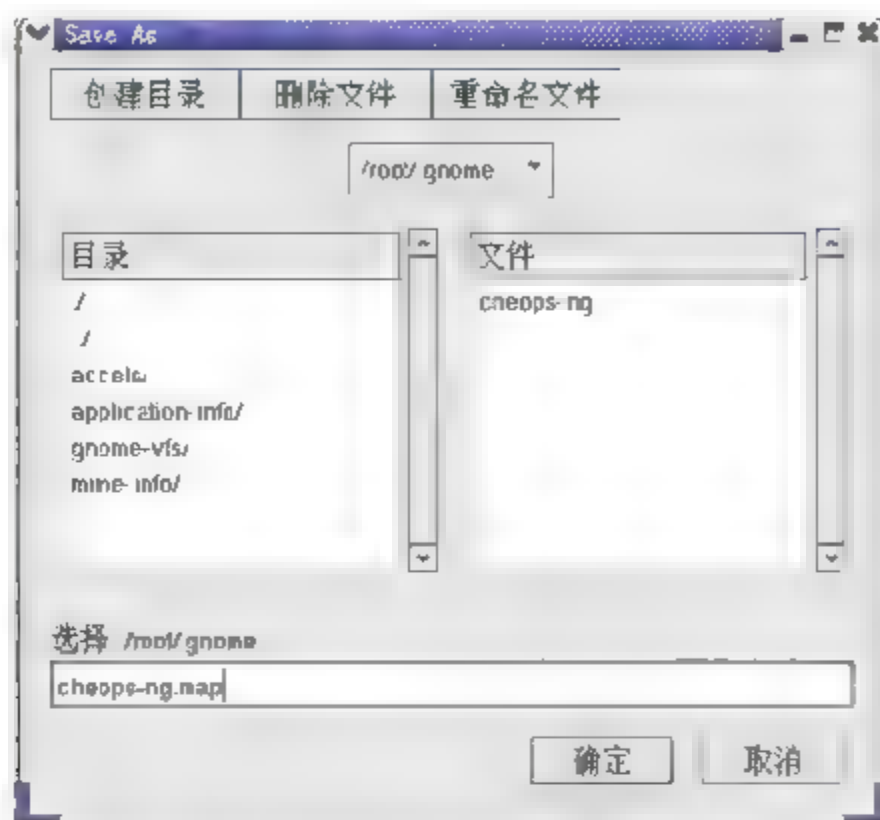 Save As
创建目录 删除文件 重命名文件
/root/ gnome
目录
/
/
accels/
application-info/
gnome-vfs/
mime-info/
文件
cheops-ng
选择 /root/ gnome
cheops-ng.map
确定 取消